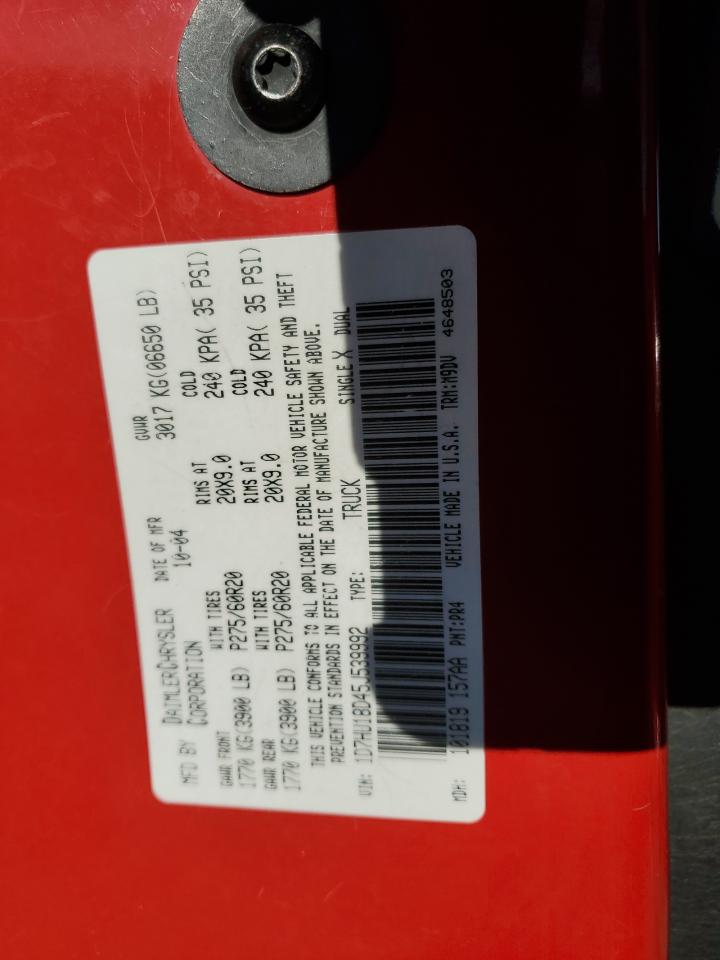 MFD BY DAIMLERCHRYSLER CORPORATION
DATE OF MFR 10-04
GVWR 3017 KG(06650 LB)
GAWR FRONT WITH TIRES RIMS AT COLD
1770 KG(3900 LB) P275/60R20 20X9.0 240 KPA( 35 PSI)
GAWR REAR WITH TIRES RIMS AT COLD
1770 KG(3900 LB) P275/60R20 20X9.0 240 KPA( 35 PSI)
THIS VEHICLE CONFORMS TO ALL APPLICABLE FEDERAL MOTOR VEHICLE SAFETY AND THEFT
PREVENTION STANDARDS IN EFFECT ON THE DATE OF MANUFACTURE SHOWN ABOVE.
VIN: 1D7HU18D45J539992 TYPE: TRUCK SINGLE X DUAL
MDH: 101819 157AA PNT:PR4 VEHICLE MADE IN U.S.A. TRM:M9DV 4648503